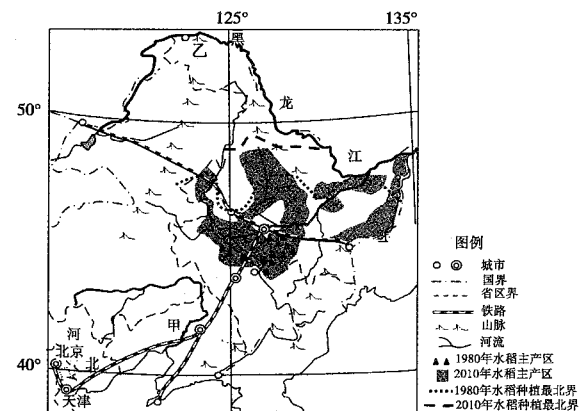 125°
135°
乙
黑
50°
龙
江
甲
河
北京
北
40°
天津
图例
城市
国界
省区界
铁路
山脉
河流
1980年水稻主产区
2010年水稻主产区
1980年水稻种植最北界
2010年水稻种植最北界